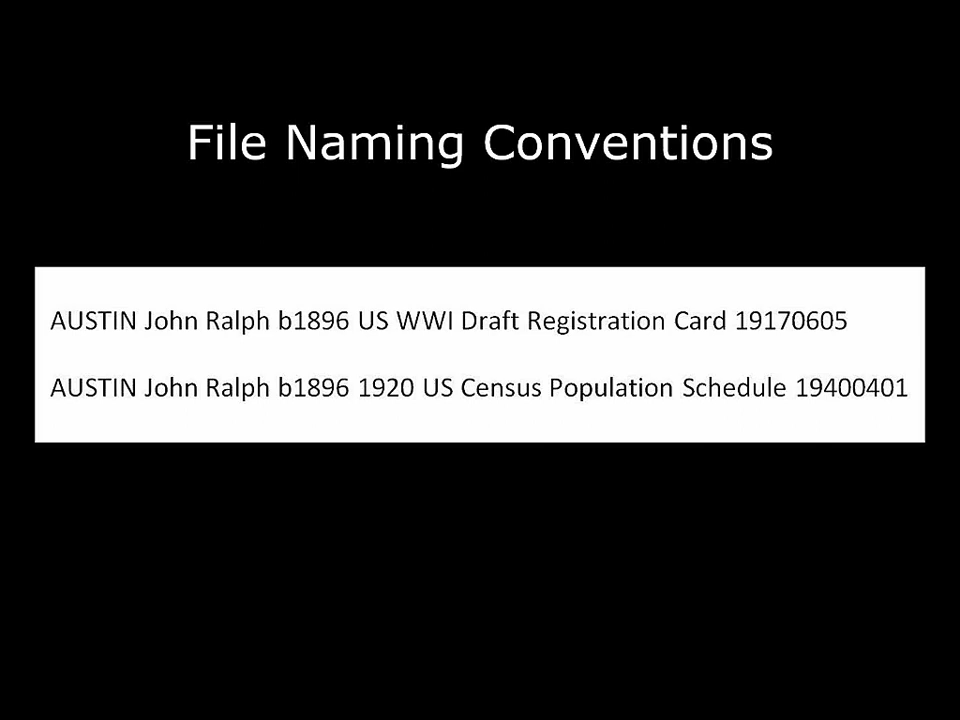 File Naming Conventions
AUSTIN John Ralph b1896 US WWI Draft Registration Card 19170605
AUSTIN John Ralph b1896 1920 US Census Population Schedule 19400401